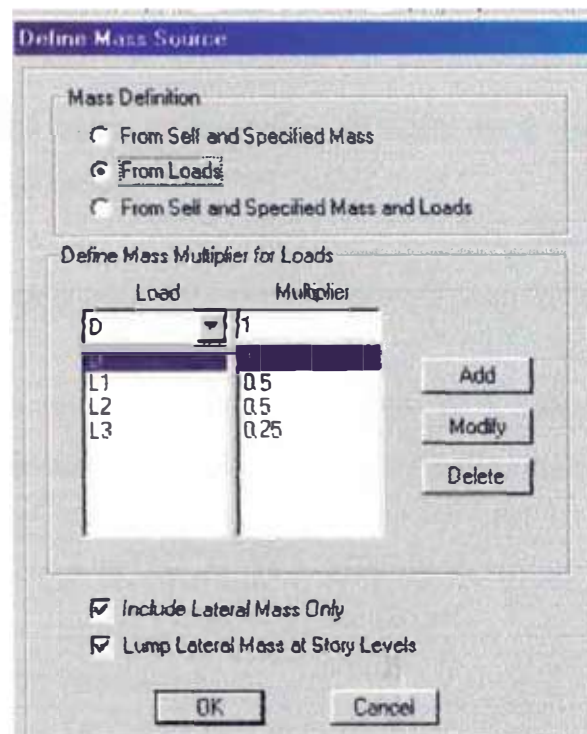 Define Mass Source
Mass Definition
From Self and Specified Mass
From Loads
From Self and Specified Mass and Loads
Define Mass Multiplier for Loads
Load Multiplier
D 1
L1 0.5
L2 0.5
L3 0.25
Add
Modify
Delete
Include Lateral Mass Only
Lump Lateral Mass at Story Levels
OK Cancel